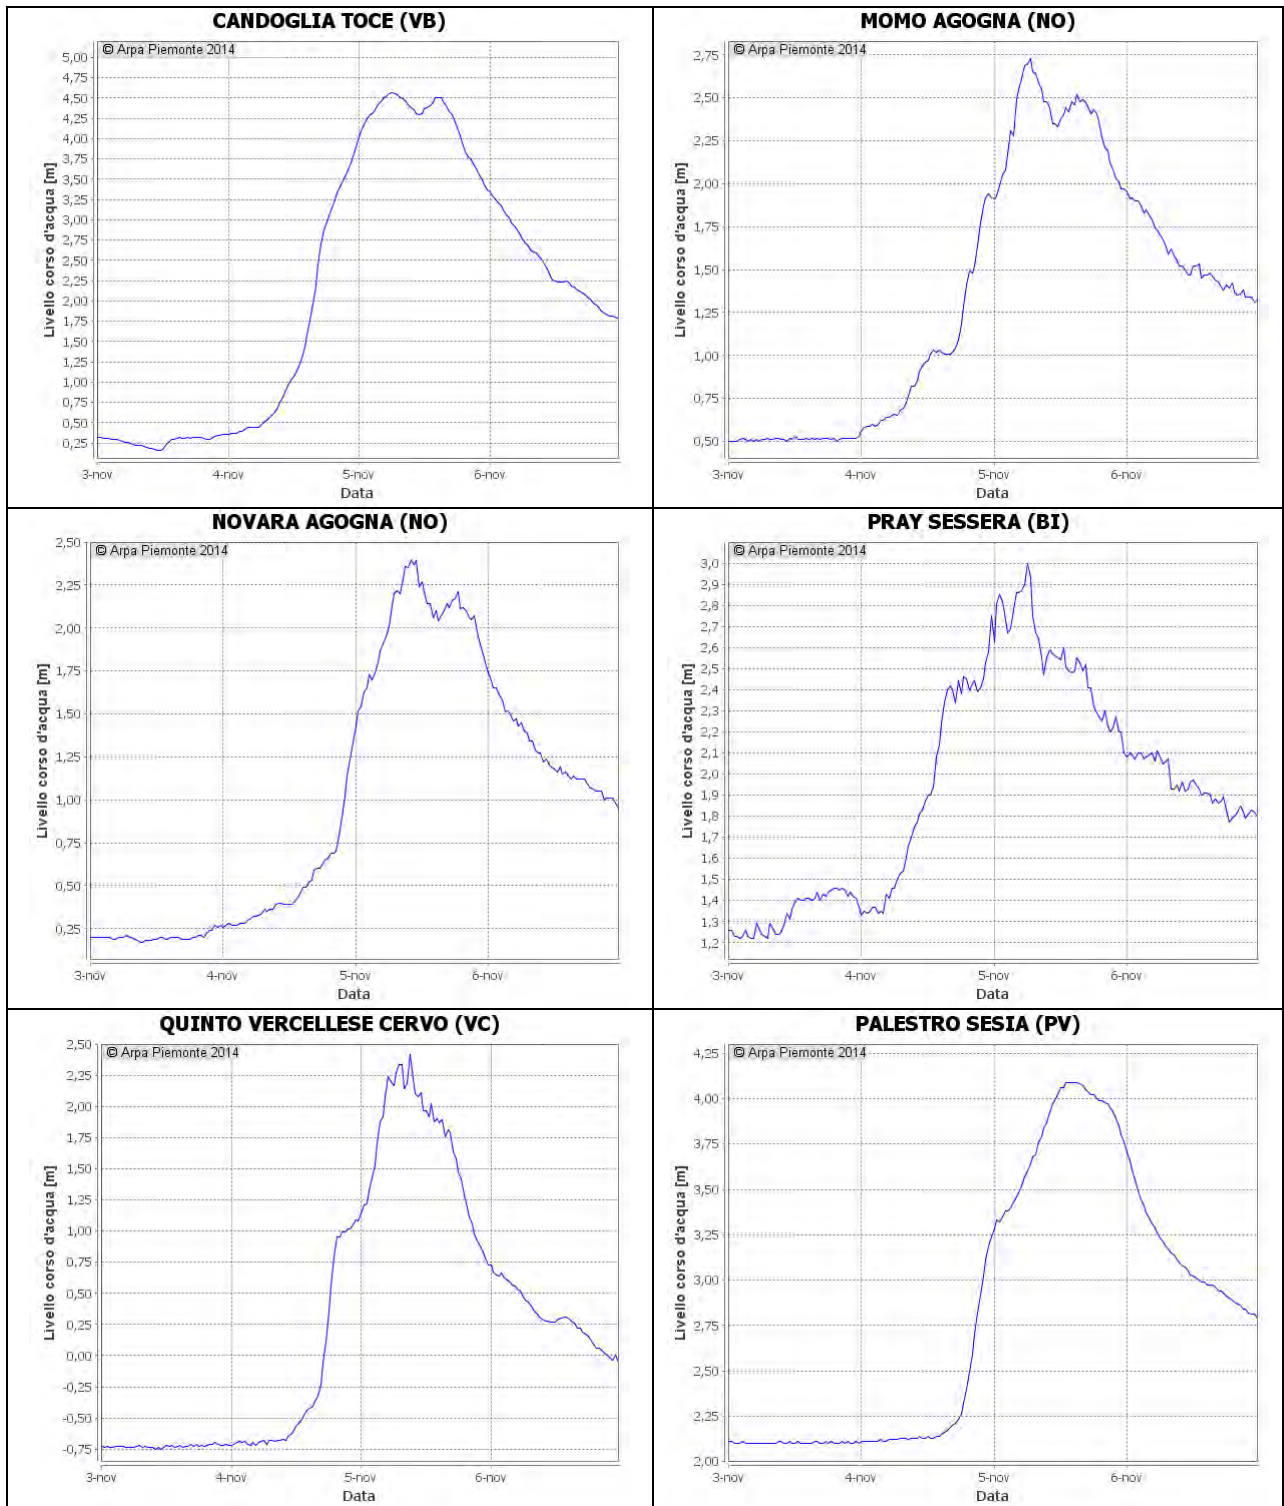 CANDOGLIA TOCE (VB)
© Arpa Piemonte 2014
Livello corso d'acqua [m]
5,00
4,75
4,50
4,25
4,00
3,75
3,50
3,25
3,00
2,75
2,50
2,25
2,00
1,75
1,50
1,25
1,00
0,75
0,50
0,25
3-nov 4-nov 5-nov 6-nov
Data
MOMO AGOGNA (NO)
© Arpa Piemonte 2014
Livello corso d'acqua [m]
2,75
2,50
2,25
2,00
1,75
1,50
1,25
1,00
0,75
0,50
3-nov 4-nov 5-nov 6-nov
Data
NOVARA AGOGNA (NO)
© Arpa Piemonte 2014
Livello corso d'acqua [m]
2,50
2,25
2,00
1,75
1,50
1,25
1,00
0,75
0,50
0,25
3-nov 4-nov 5-nov 6-nov
Data
PRAY SESSERA (BI)
© Arpa Piemonte 2014
Livello corso d'acqua [m]
3,0
2,9
2,8
2,7
2,6
2,5
2,4
2,3
2,2
2,1
2,0
1,9
1,8
1,7
1,6
1,5
1,4
1,3
1,2
3-nov 4-nov 5-nov 6-nov
Data
QUINTO VERCELLESE CERVO (VC)
© Arpa Piemonte 2014
Livello corso d'acqua [m]
2,50
2,25
2,00
1,75
1,50
1,25
1,00
0,75
0,50
0,25
0,00
-0,25
-0,50
-0,75
3-nov 4-nov 5-nov 6-nov
Data
PALESTRO SESIA (PV)
© Arpa Piemonte 2014
Livello corso d'acqua [m]
4,25
4,00
3,75
3,50
3,25
3,00
2,75
2,50
2,25
2,00
3-nov 4-nov 5-nov 6-nov
Data